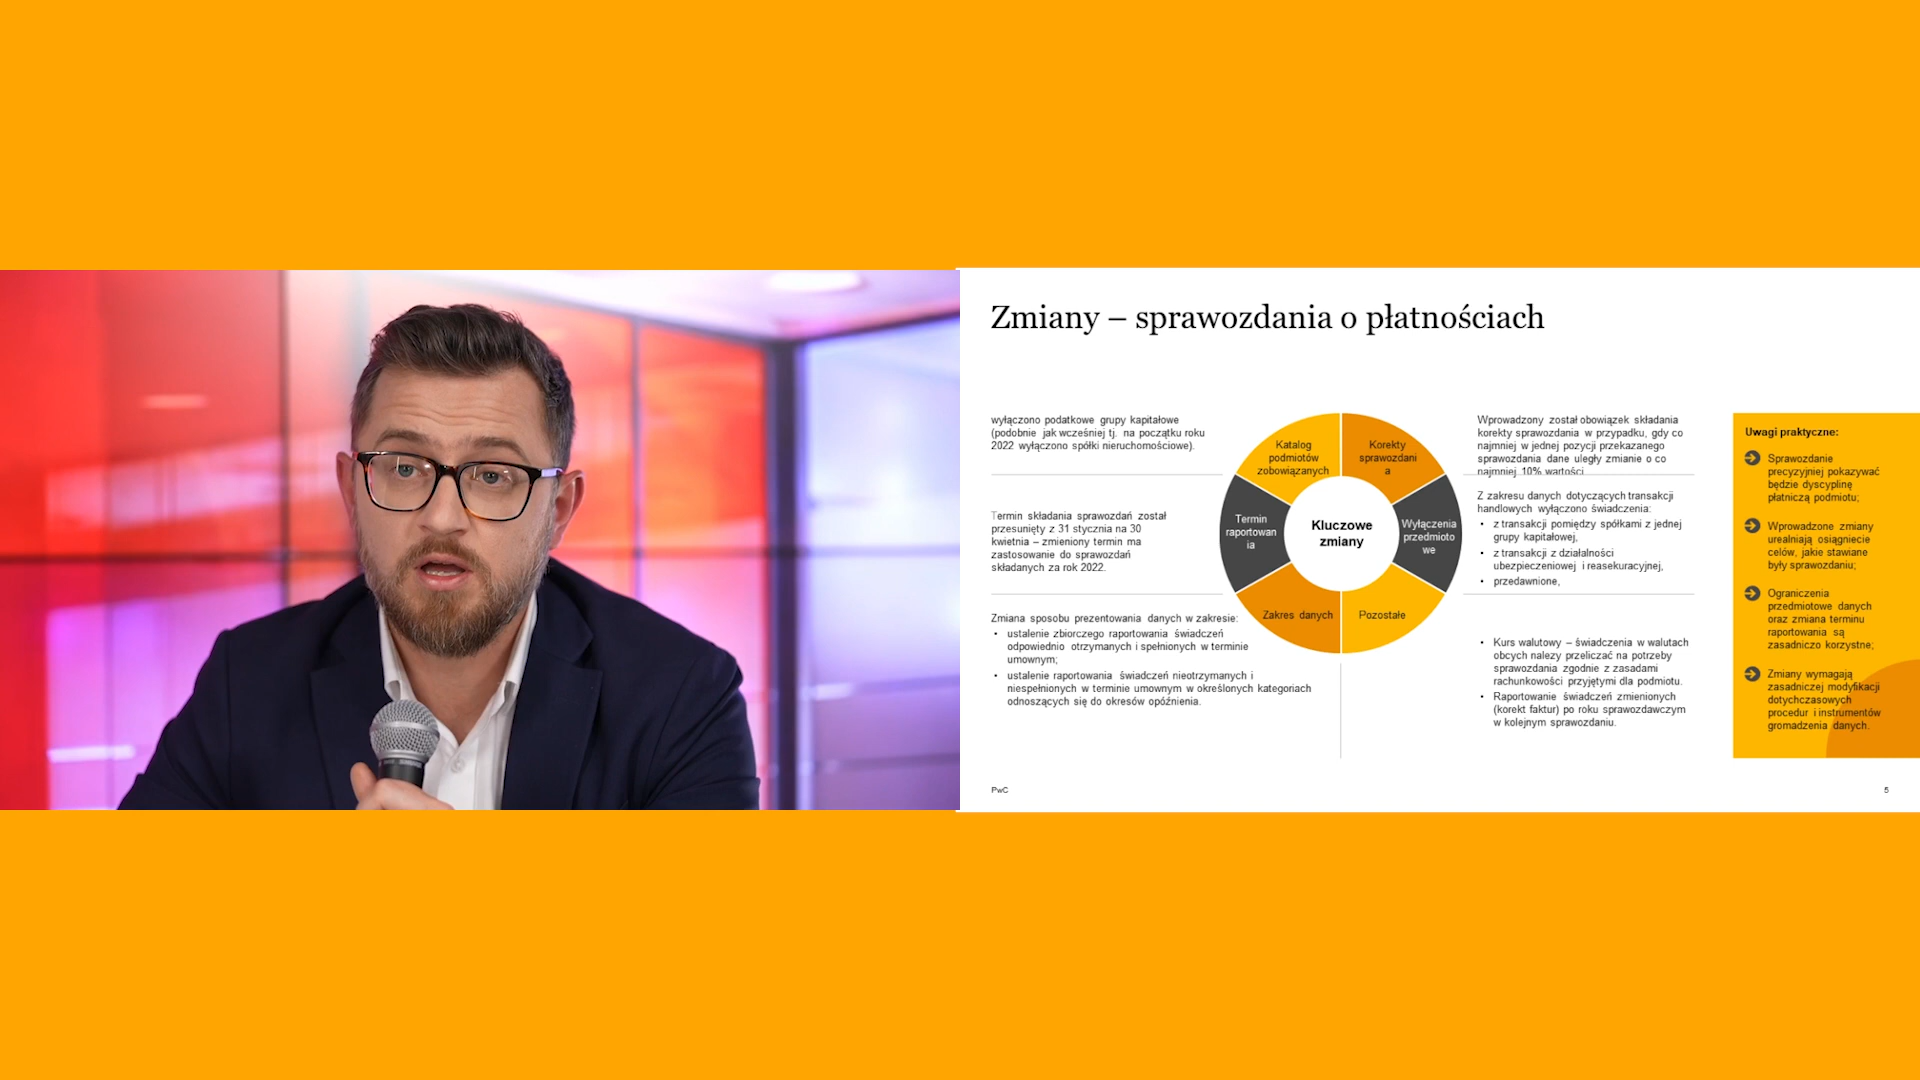 Zmiany – sprawozdania o płatnościach
wyłączono podatkowe grupy kapitałowe
(podobnie jak wcześniej tj. na początku roku
2022 wyłączono spółki nieruchomościowe).
Termin składania sprawozdań został
przesunięty z 31 stycznia na 30
kwietnia – zmieniony termin ma
zastosowanie do sprawozdań
składanych za rok 2022.
Zmiana sposobu prezentowania danych w zakresie:
• ustalenie zbiorczego raportowania świadczeń
odpowiednio otrzymanych i spełnionych w terminie
umownym;
• ustalenie raportowania świadczeń nieotrzymanych i
niespełnionych w terminie umownym w określonych kategoriach
odnoszących się do okresów opóźnienia.
Katalog
podmiotów
zobowiązanych
Korekty
sprawozdani
a
Termin
raportowan
ia
Kluczowe
zmiany
Wyłączenia
przedmioto
we
Zakres danych
Pozostałe
Wprowadzony został obowiązek składania
korekty sprawozdania w przypadku, gdy co
najmniej w jednej pozycji przekazanego
sprawozdania dane uległy zmianie o co
najmniej 10% wartości
Z zakresu danych dotyczących transakcji
handlowych wyłączono świadczenia:
• z transakcji pomiędzy spółkami z jednej
grupy kapitałowej,
• z transakcji z działalności
ubezpieczeniowej i reasekuracyjnej,
• przedawnione,
• Kurs walutowy – świadczenia w walutach
obcych nalezy przeliczać na potrzeby
sprawozdania zgodnie z zasadami
rachunkowości przyjętymi dla podmiotu.
• Raportowanie świadczeń zmienionych
(korekt faktur) po roku sprawozdawczym
w kolejnym sprawozdaniu.
Uwagi praktyczne:
Sprawozdanie
precyzyjniej pokazywać
będzie dyscyplinę
płatniczą podmiotu;
Wprowadzone zmiany
urealniają osiągniecie
celów, jakie stawiane
były sprawozdaniu;
Ograniczenia
przedmiotowe danych
oraz zmiana terminu
raportowania są
zasadniczo korzystne;
Zmiany wymagają
zasadniczej modyfikacji
dotychczasowych
procedur i instrumentów
gromadzenia danych.
PwC
5